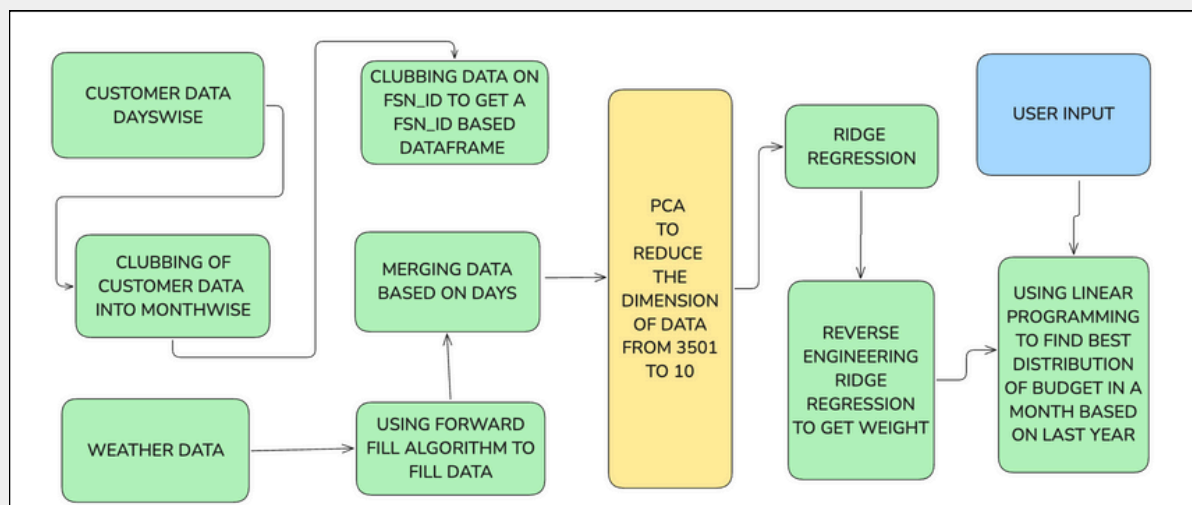 CUSTOMER DATA
DAYSWISE
CLUBBING OF
CUSTOMER DATA
INTO MONTHWISE
CLUBBING DATA ON
FSN_ID TO GET A
FSN_ID BASED
DATAFRAME
WEATHER DATA
USING FORWARD
FILL ALGORITHM TO
FILL DATA
MERGING DATA
BASED ON DAYS
PCA
TO
REDUCE
THE
DIMENSION
OF DATA
FROM 3501
TO 10
RIDGE
REGRESSION
REVERSE
ENGINEERING
RIDGE
REGRESSION
TO GET WEIGHT
USER INPUT
USING LINEAR
PROGRAMMING
TO FIND BEST
DISTRIBUTION
OF BUDGET IN A
MONTH BASED
ON LAST YEAR